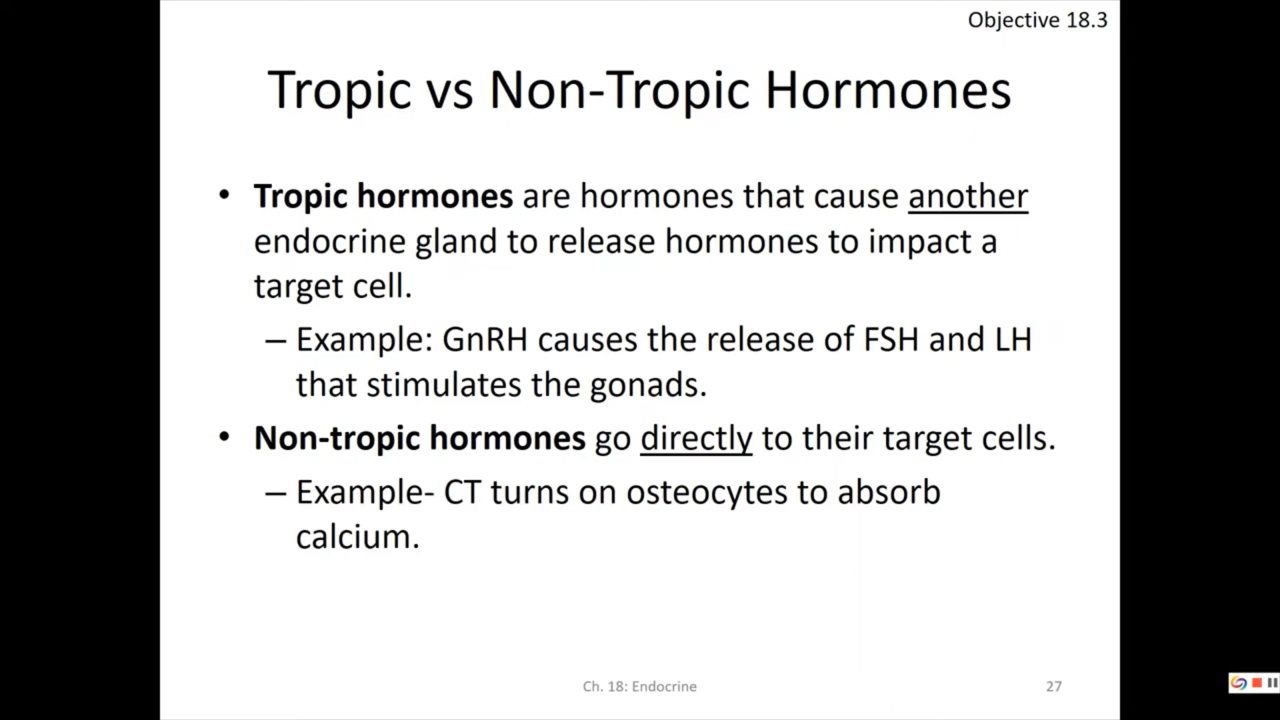 Objective 18.3
Tropic vs Non-Tropic Hormones
• Tropic hormones are hormones that cause another
endocrine gland to release hormones to impact a
target cell.
– Example: GnRH causes the release of FSH and LH
that stimulates the gonads.
• Non-tropic hormones go directly to their target cells.
– Example- CT turns on osteocytes to absorb
calcium.
Ch. 18: Endocrine
27